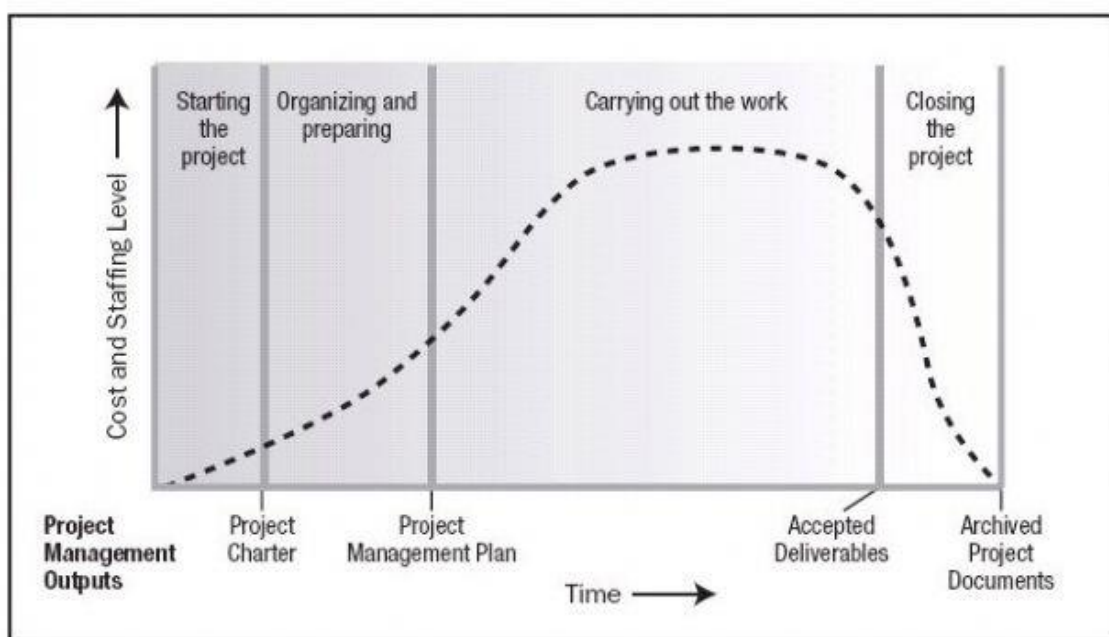 Starting
the
project
Organizing and
preparing
Carrying out the work
Closing
the
project
Cost and Staffing Level
Project
Management
Outputs
Project
Charter
Project
Management Plan
Accepted
Deliverables
Archived
Project
Documents
Time